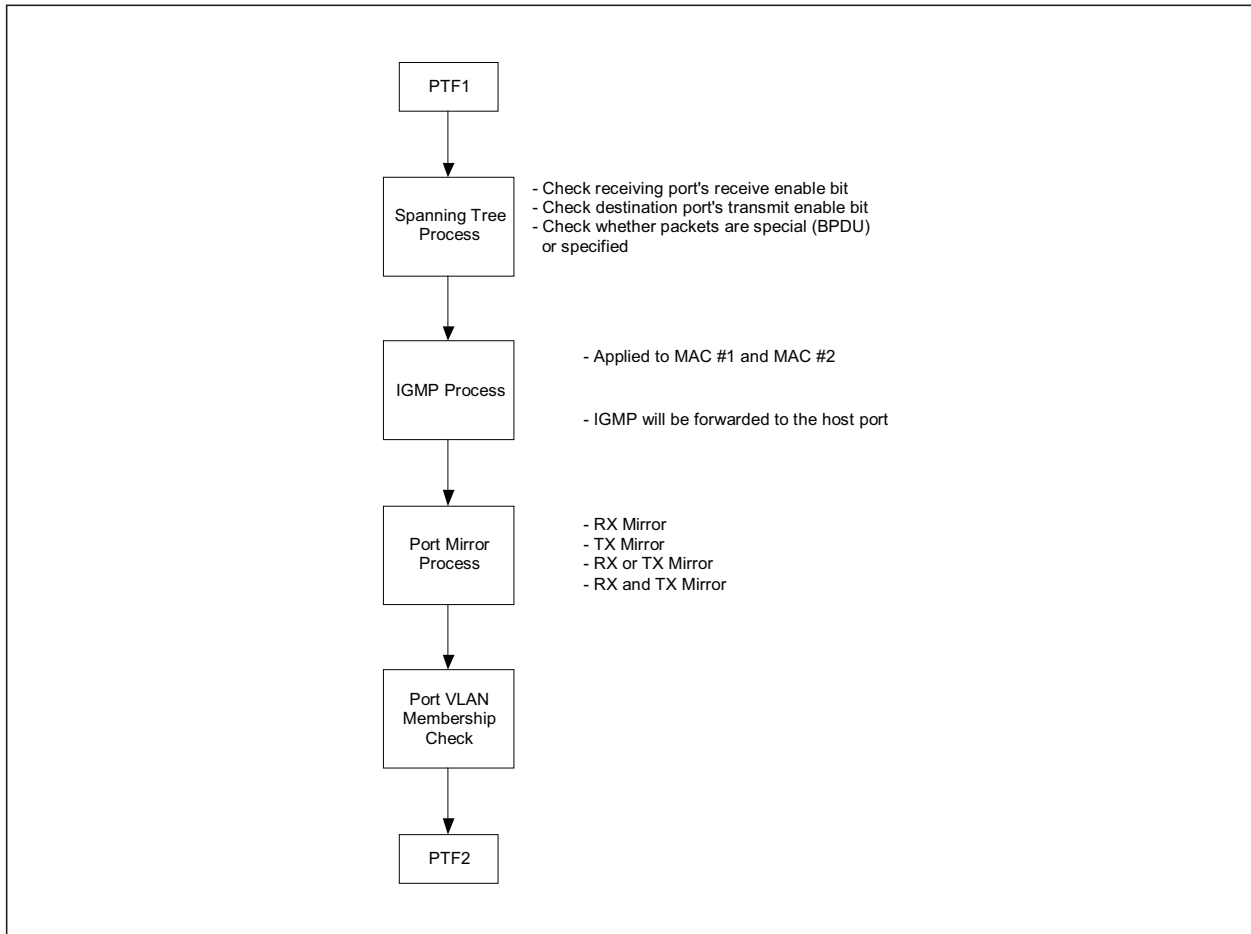 PTF1
Spanning Tree
Process
- Check receiving port's receive enable bit
- Check destination port's transmit enable bit
- Check whether packets are special (BPDU)
or specified
IGMP Process
- Applied to MAC #1 and MAC #2
- IGMP will be forwarded to the host port
Port Mirror
Process
- RX Mirror
- TX Mirror
- RX or TX Mirror
- RX and TX Mirror
Port VLAN
Membership
Check
PTF2